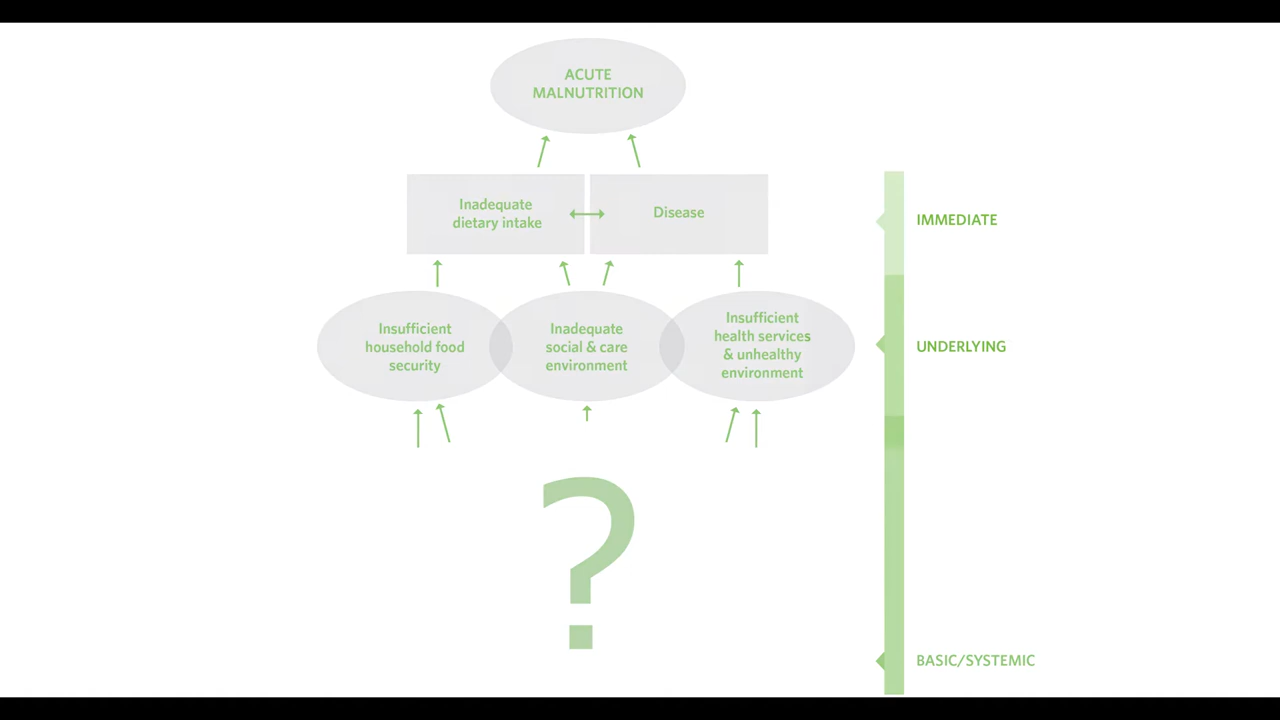 ACUTE
MALNUTRITION
Inadequate
dietary intake
Disease
IMMEDIATE
Insufficient
household food
security
Inadequate
social & care
environment
Insufficient
health services
& unhealthy
environment
UNDERLYING
?
BASIC/SYSTEMIC